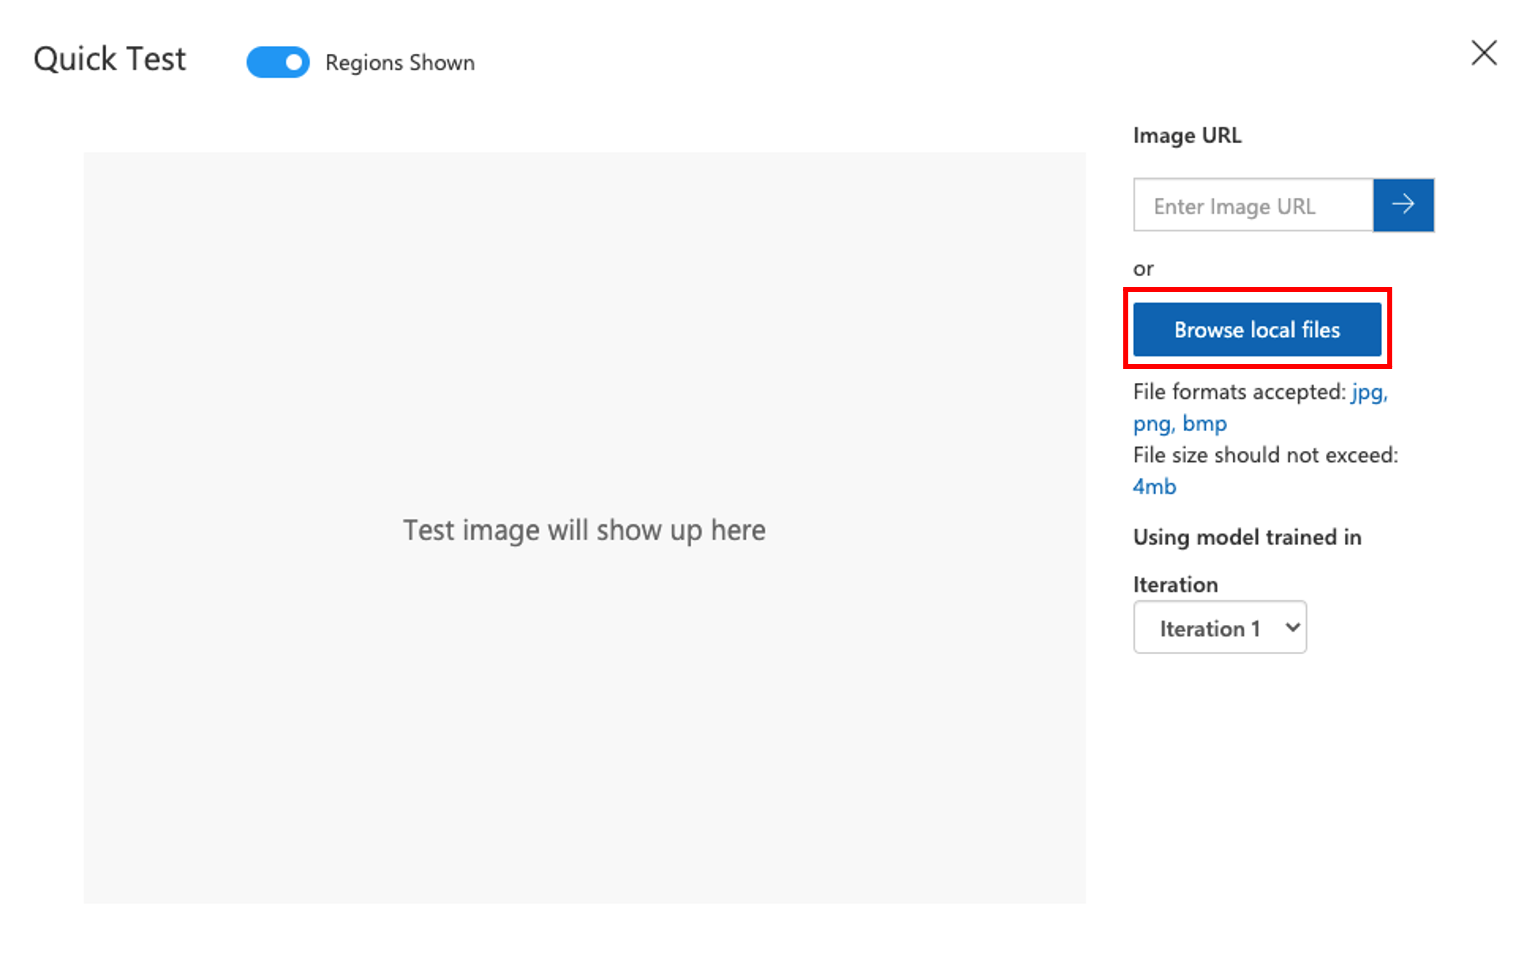 Quick Test
Regions Shown
Image URL
Enter Image URL
or
Browse local files
File formats accepted: jpg,
png, bmp
File size should not exceed:
4mb
Test image will show up here
Using model trained in
Iteration
Iteration 1